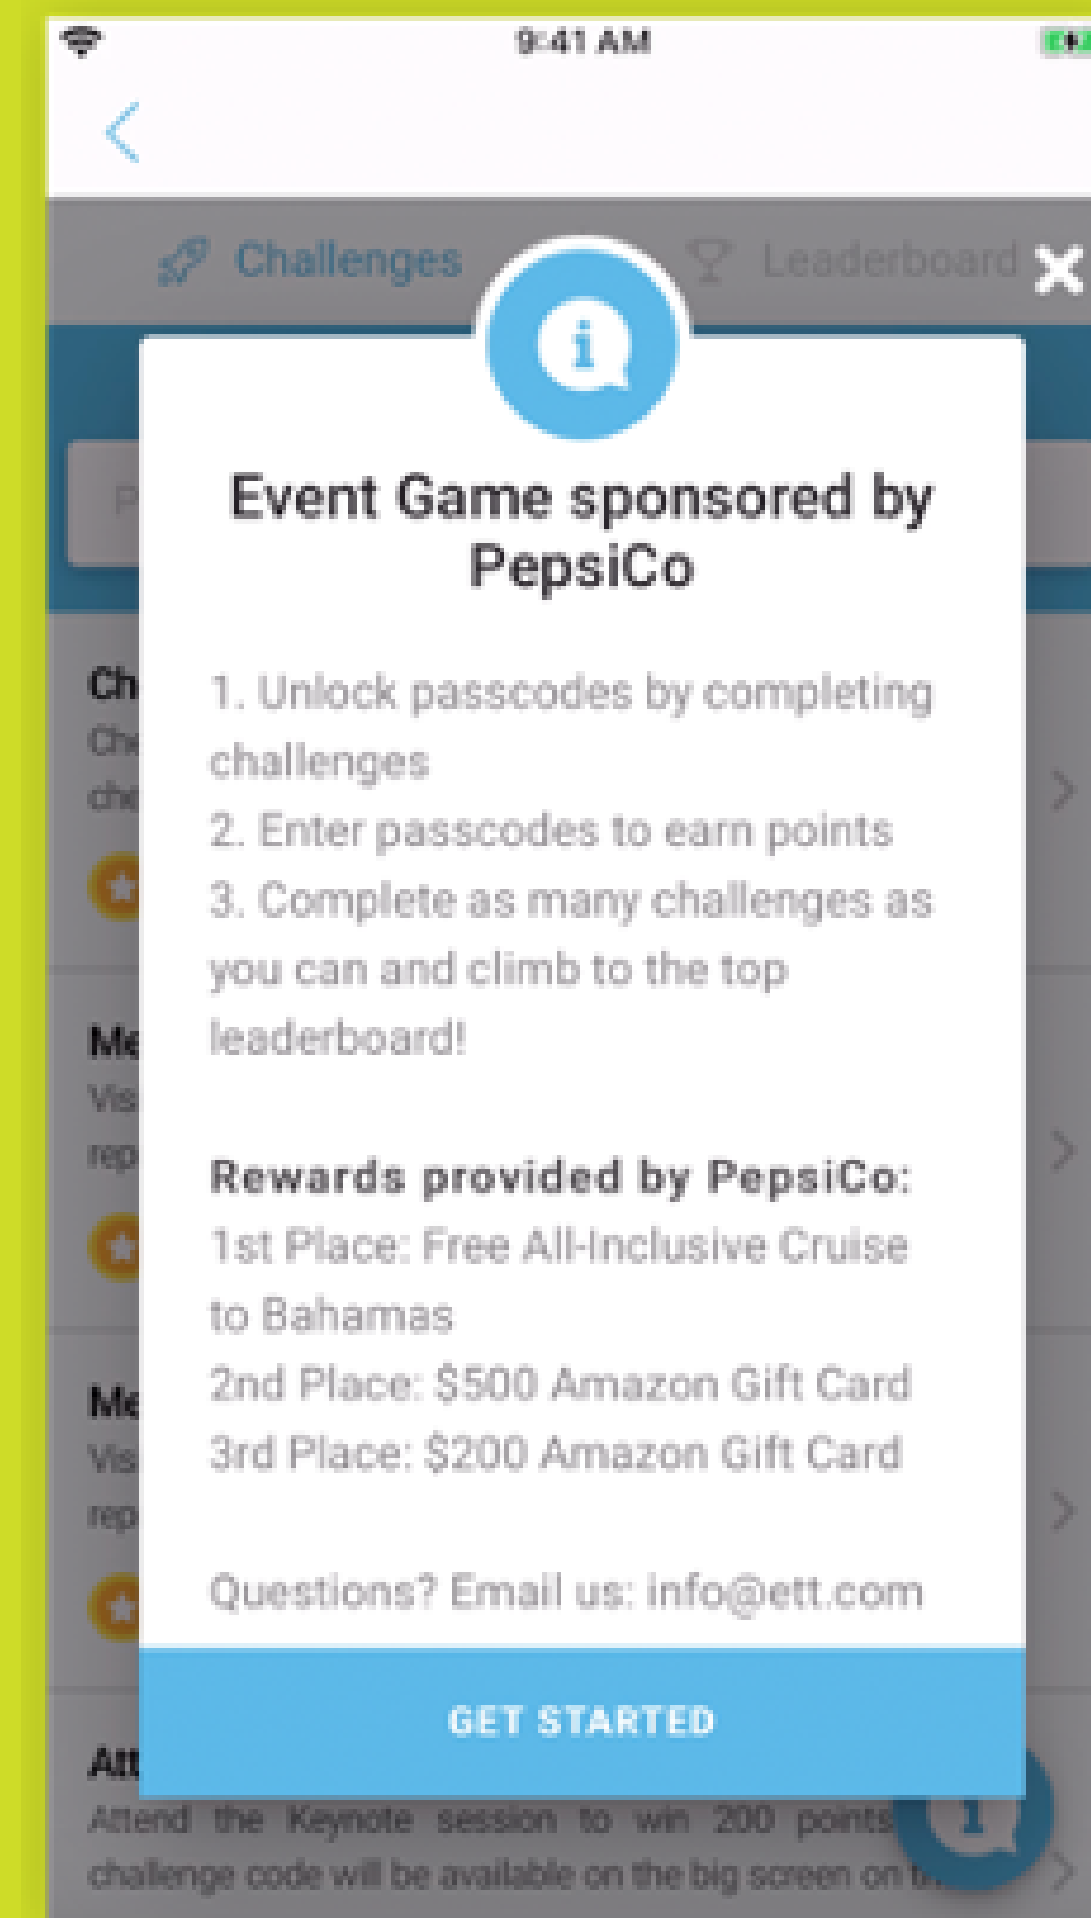 9:41 AM
Challenges
Leaderboard
Event Game sponsored by
PepsiCo
1. Unlock passcodes by completing
challenges
2. Enter passcodes to earn points
3. Complete as many challenges as
you can and climb to the top
leaderboard!
Rewards provided by PepsiCo:
1st Place: Free All-Inclusive Cruise
to Bahamas
2nd Place: $500 Amazon Gift Card
3rd Place: $200 Amazon Gift Card
Questions? Email us: info@ett.com
GET STARTED
Attend the Keynote session to win 200 points
challenge code will be available on the big screen on